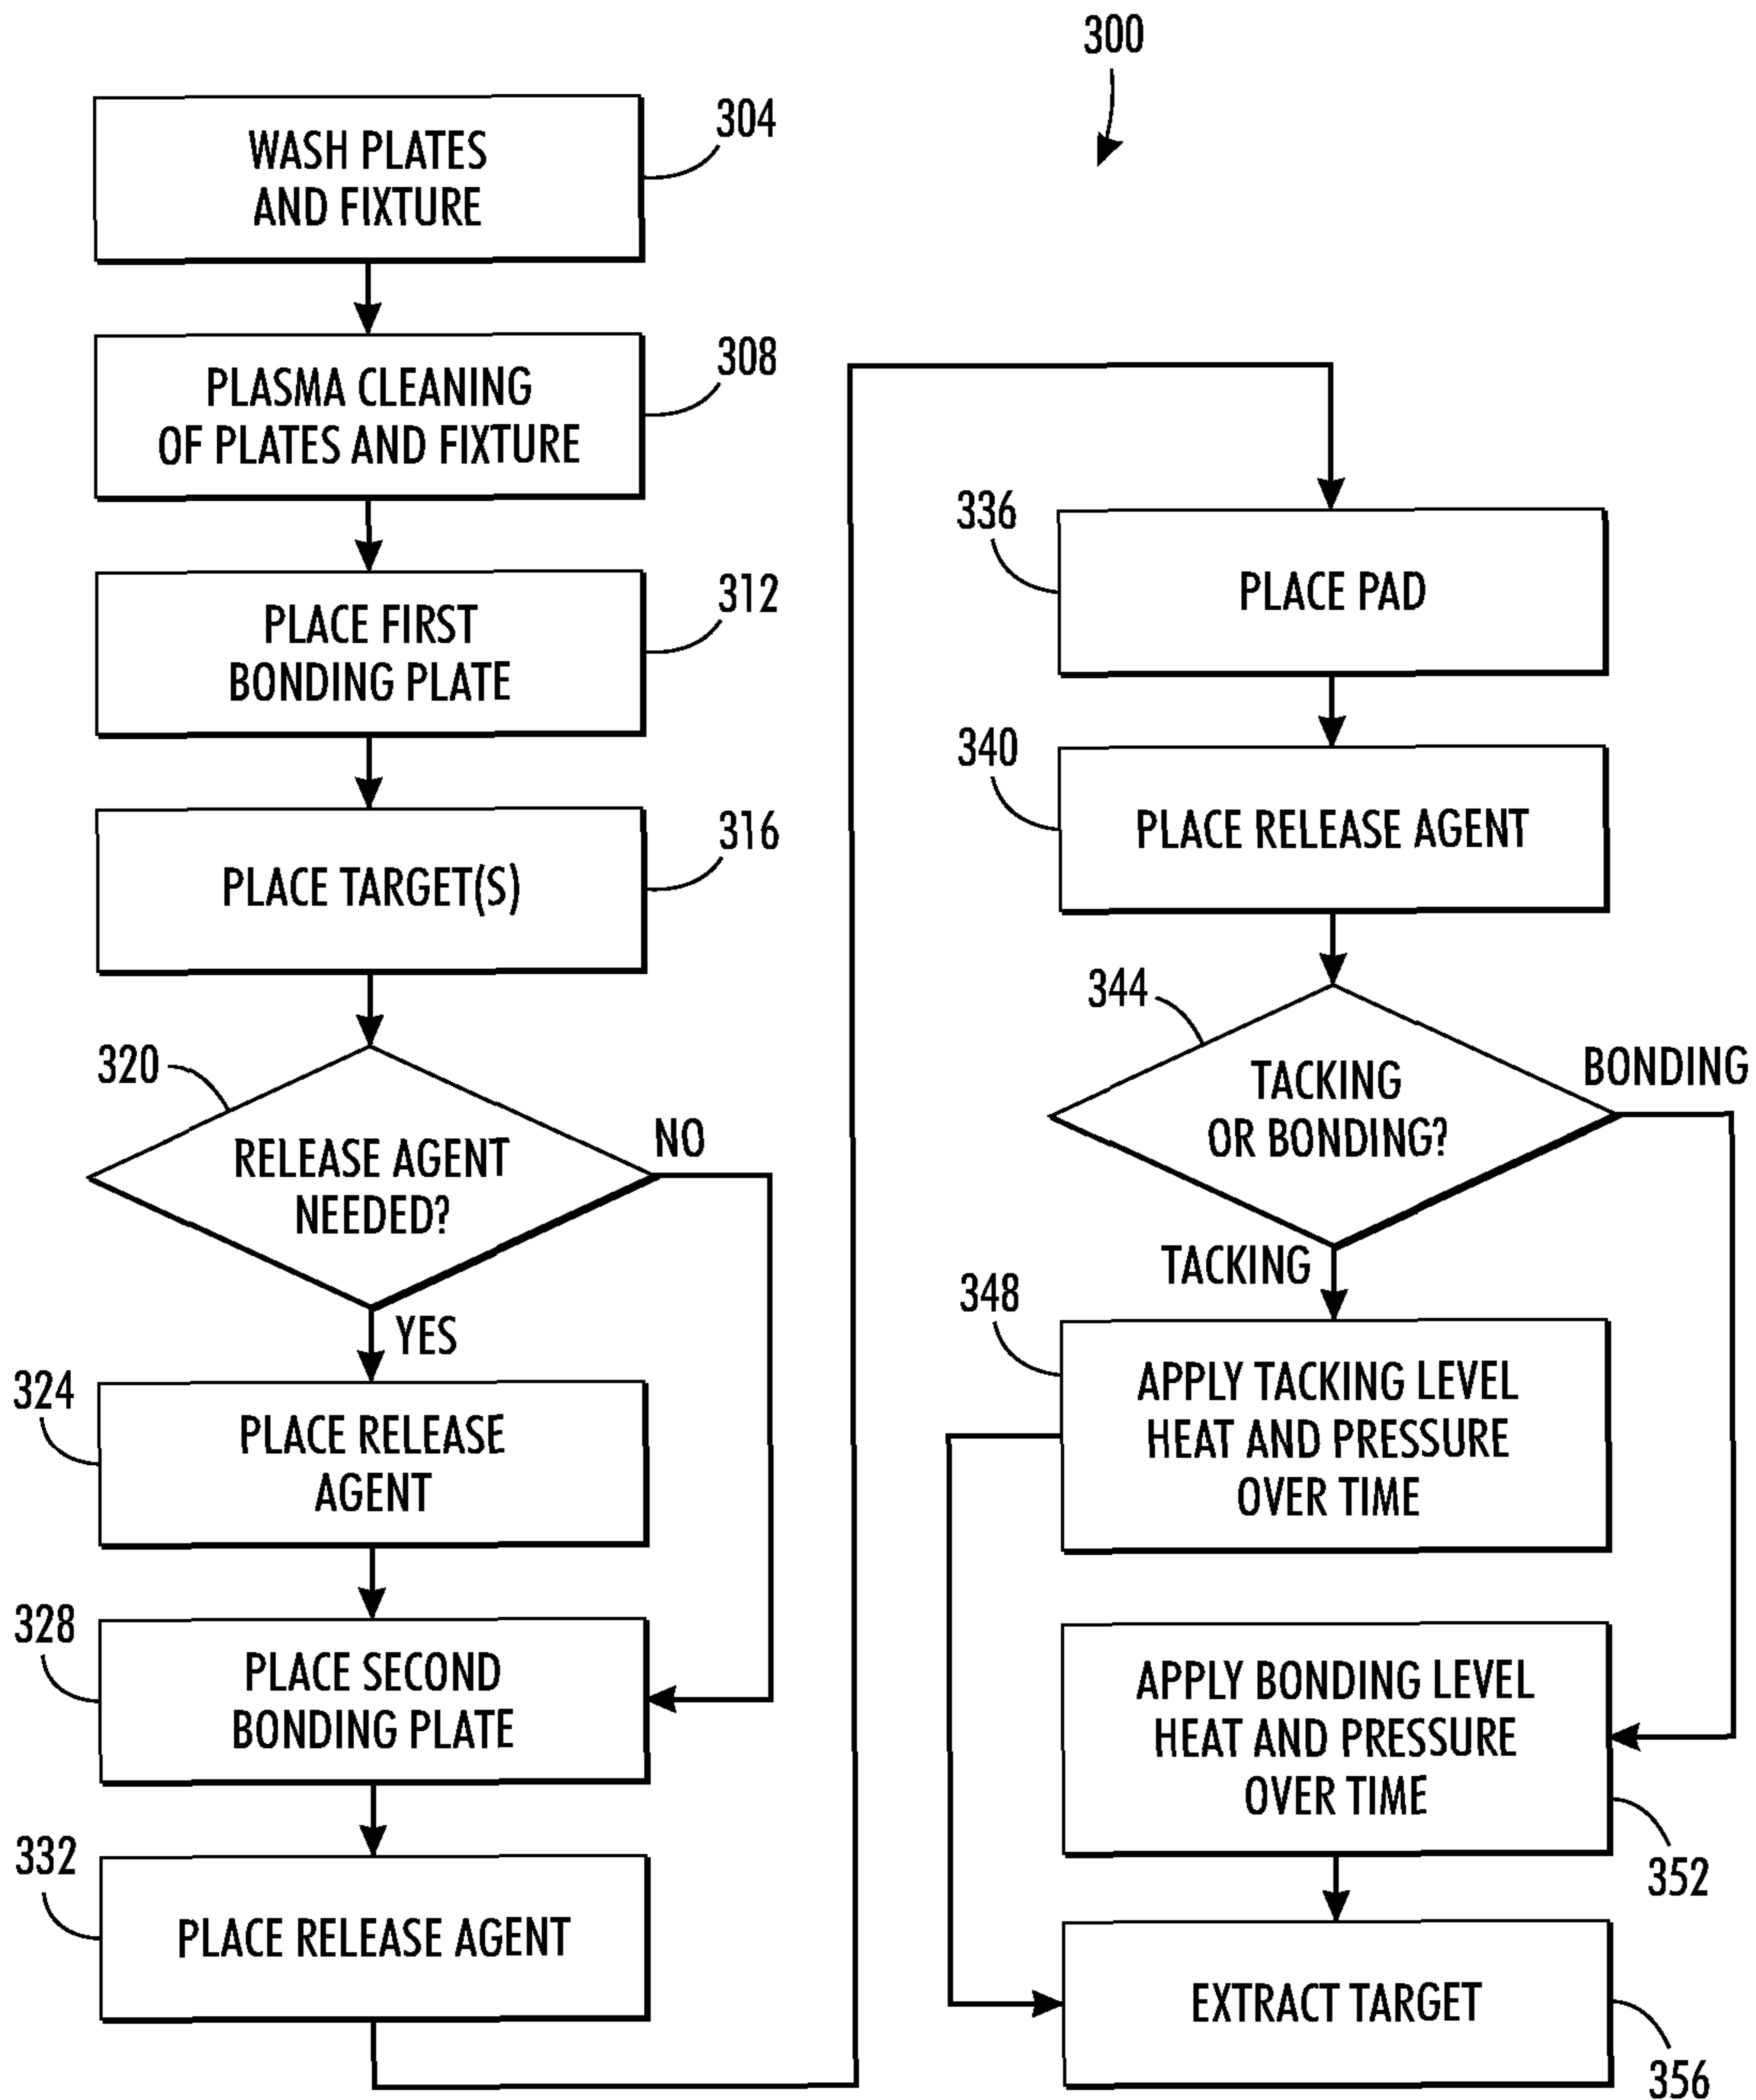 300
304
WASH PLATES
AND FIXTURE
308
PLASMA CLEANING
OF PLATES AND FIXTURE
312
PLACE FIRST
BONDING PLATE
316
PLACE TARGET(S)
320
RELEASE AGENT
NEEDED?
NO
YES
324
PLACE RELEASE
AGENT
328
PLACE SECOND
BONDING PLATE
332
PLACE RELEASE AGENT
336
PLACE PAD
340
PLACE RELEASE AGENT
344
TACKING
OR BONDING?
BONDING
TACKING
348
APPLY TACKING LEVEL
HEAT AND PRESSURE
OVER TIME
APPLY BONDING LEVEL
HEAT AND PRESSURE
OVER TIME
352
EXTRACT TARGET
356